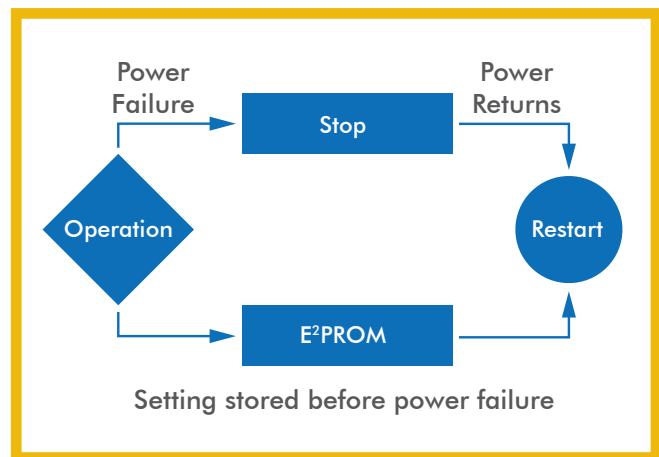 Power
Failure
Power
Returns
Stop
Operation
Restart
E²PROM
Setting stored before power failure